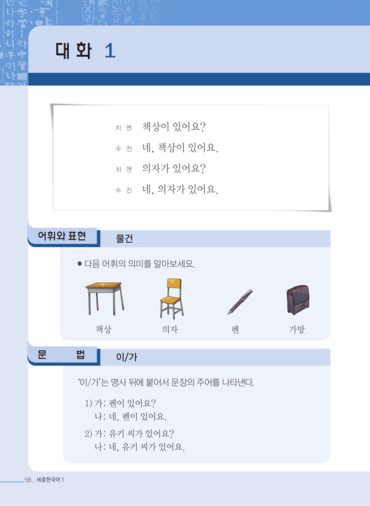 대화 1
치엔 책상이 있어요?
수진 네, 책상이 있어요.
치엔 의자가 있어요?
수진 네, 의자가 있어요.
어휘와 표현 물건
● 다음 어휘의 의미를 알아보세요.
책상 의자 펜 가방
문법 이/가
'이/가'는 명사 뒤에 붙어서 문장의 주어를 나타낸다.
1) 가: 펜이 있어요?
나: 네, 펜이 있어요.
2) 가: 유키 씨가 있어요?
나: 네, 유키 씨가 있어요.
58 _ 세종한국어 1